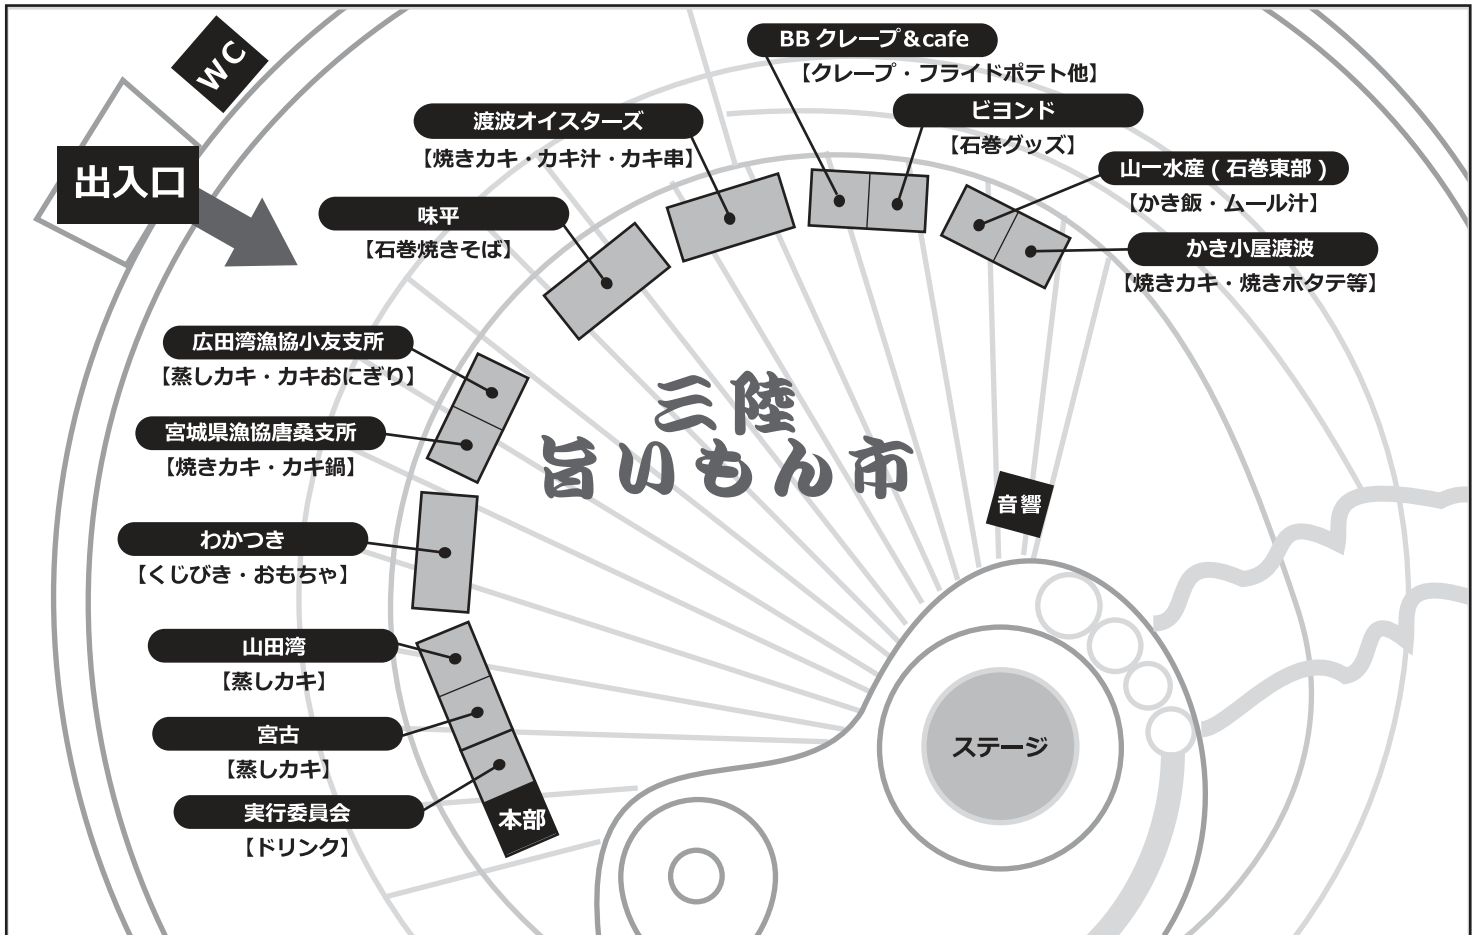 WC
出入口
BB クレープ&cafe
【クレープ・フライドポテト他】
ビヨンド
【石巻グッズ】
渡波オイスターズ
【焼きカキ・カキ汁・カキ串】
山一水産 ( 石巻東部 )
【かき飯・ムール汁】
味平
【石巻焼きそば】
かき小屋渡波
【焼きカキ・焼きホタテ等】
広田湾漁協小友支所
【蒸しカキ・カキおにぎり】
宮城県漁協唐桑支所
【焼きカキ・カキ鍋】
三陸
旨いもん市
音響
わかつき
【くじびき・おもちゃ】
山田湾
【蒸しカキ】
宮古
【蒸しカキ】
実行委員会
【ドリンク】
本部
ステージ